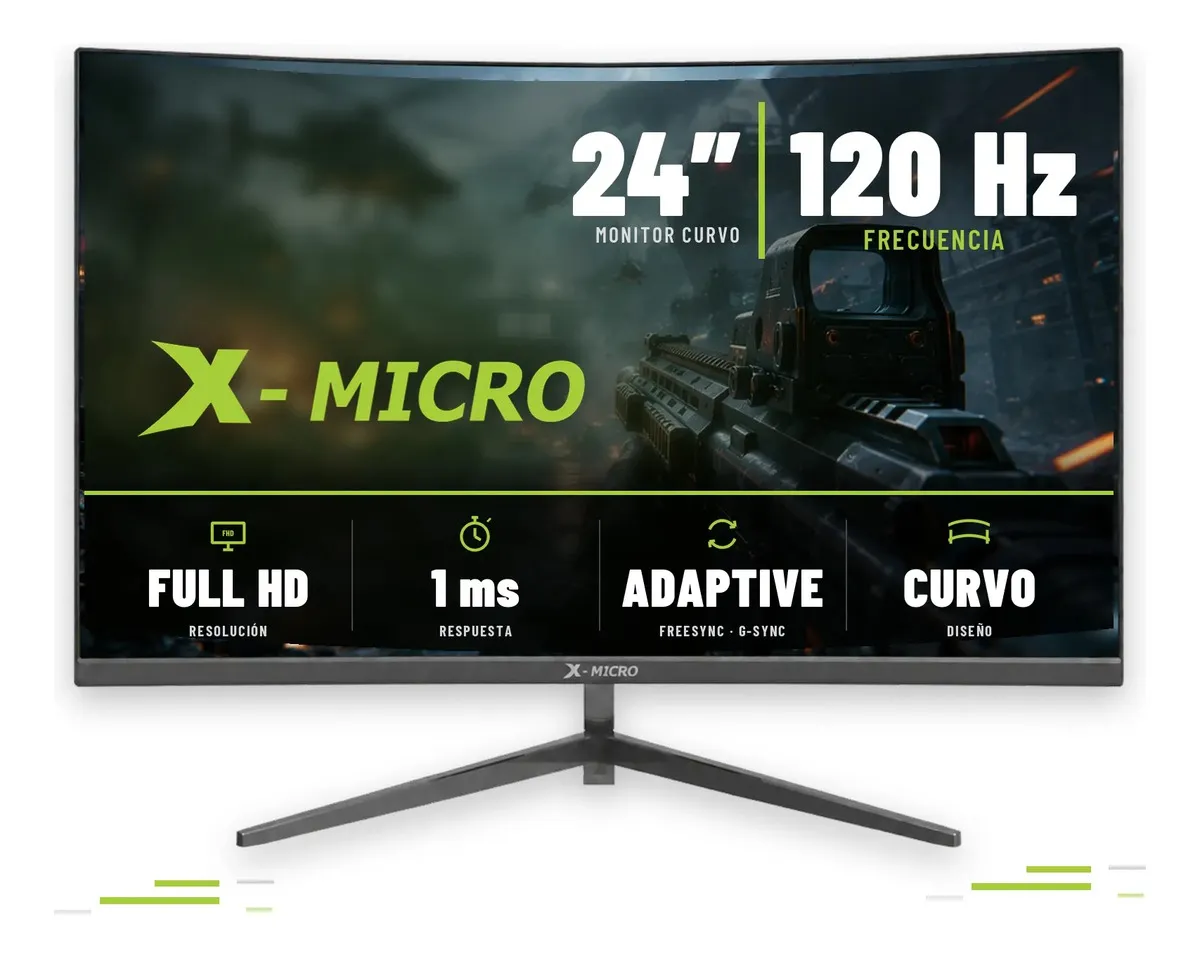 24” 120 Hz
MONITOR CURVO FRECUENCIA
X - MICRO
FHD
FULL HD
RESOLUCIÓN
1 ms
RESPUESTA
ADAPTIVE
FREESYNC · G-SYNC
CURVO
DISEÑO
X - MICRO